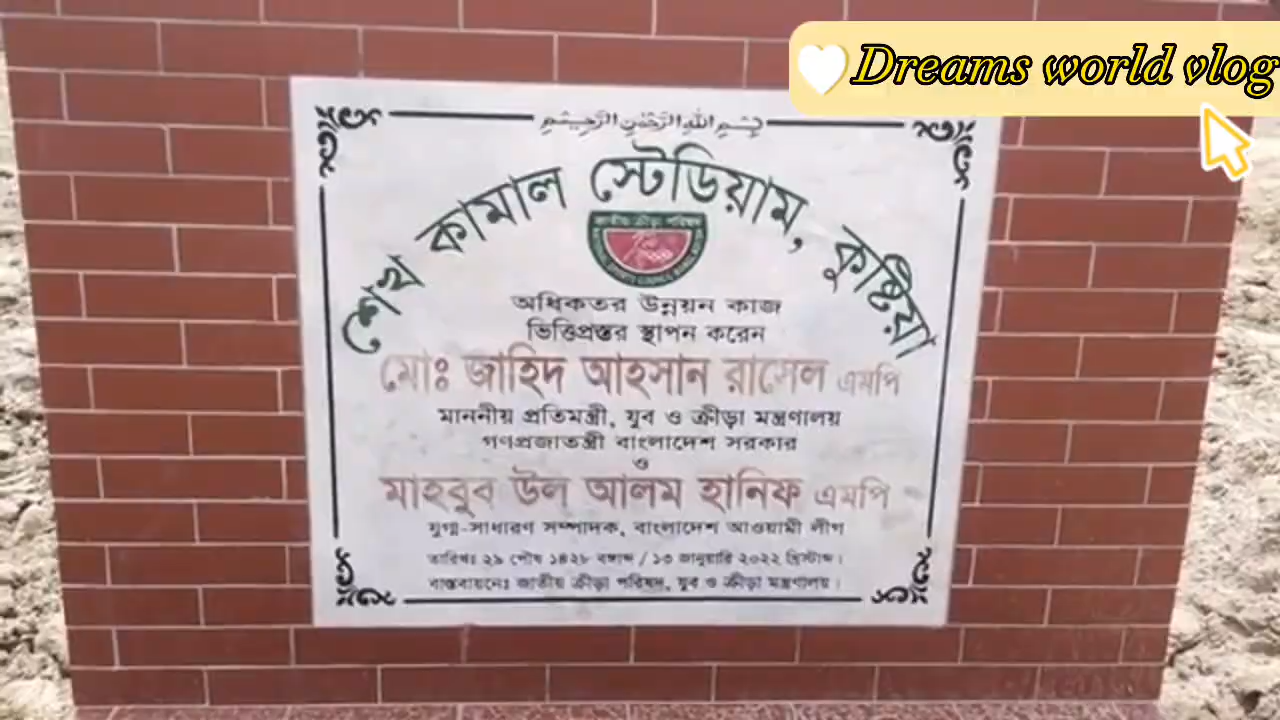 Dreams world vlog
بسم الله الرحمن الرحيم
শেখ কামাল স্টেডিয়াম, কুষ্টিয়া
জাতীয় ক্রীড়া পরিষদ
অধিকতর উন্নয়ন কাজ
ভিত্তিপ্রস্তর স্থাপন করেন
মোঃ জাহিদ আহসান রাসেল এমপি
মাননীয় প্রতিমন্ত্রী, যুব ও ক্রীড়া মন্ত্রণালয়
গণপ্রজাতন্ত্রী বাংলাদেশ সরকার
ও
মাহবুব উল আলম হানিফ এমপি
যুগ্ম-সাধারণ সম্পাদক, বাংলাদেশ আওয়ামী লীগ
তারিখঃ ২৯ পৌষ ১৪২৮ বঙ্গাব্দ / ১৩ জানুয়ারি ২০২২ খ্রিস্টাব্দ।
বাস্তবায়নেঃ জাতীয় ক্রীড়া পরিষদ, যুব ও ক্রীড়া মন্ত্রণালয়।